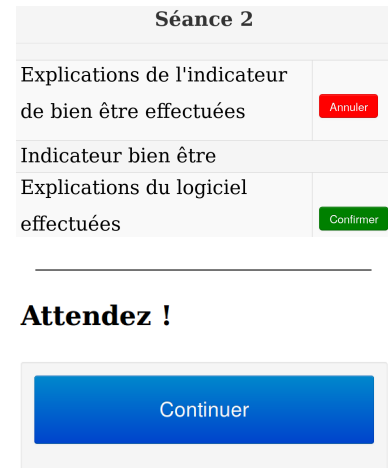 Séance 2
Explications de l'indicateur
de bien être effectuées
Annuler
Indicateur bien être
Explications du logiciel
effectuées
Confirmer
Attendez !
Continuer